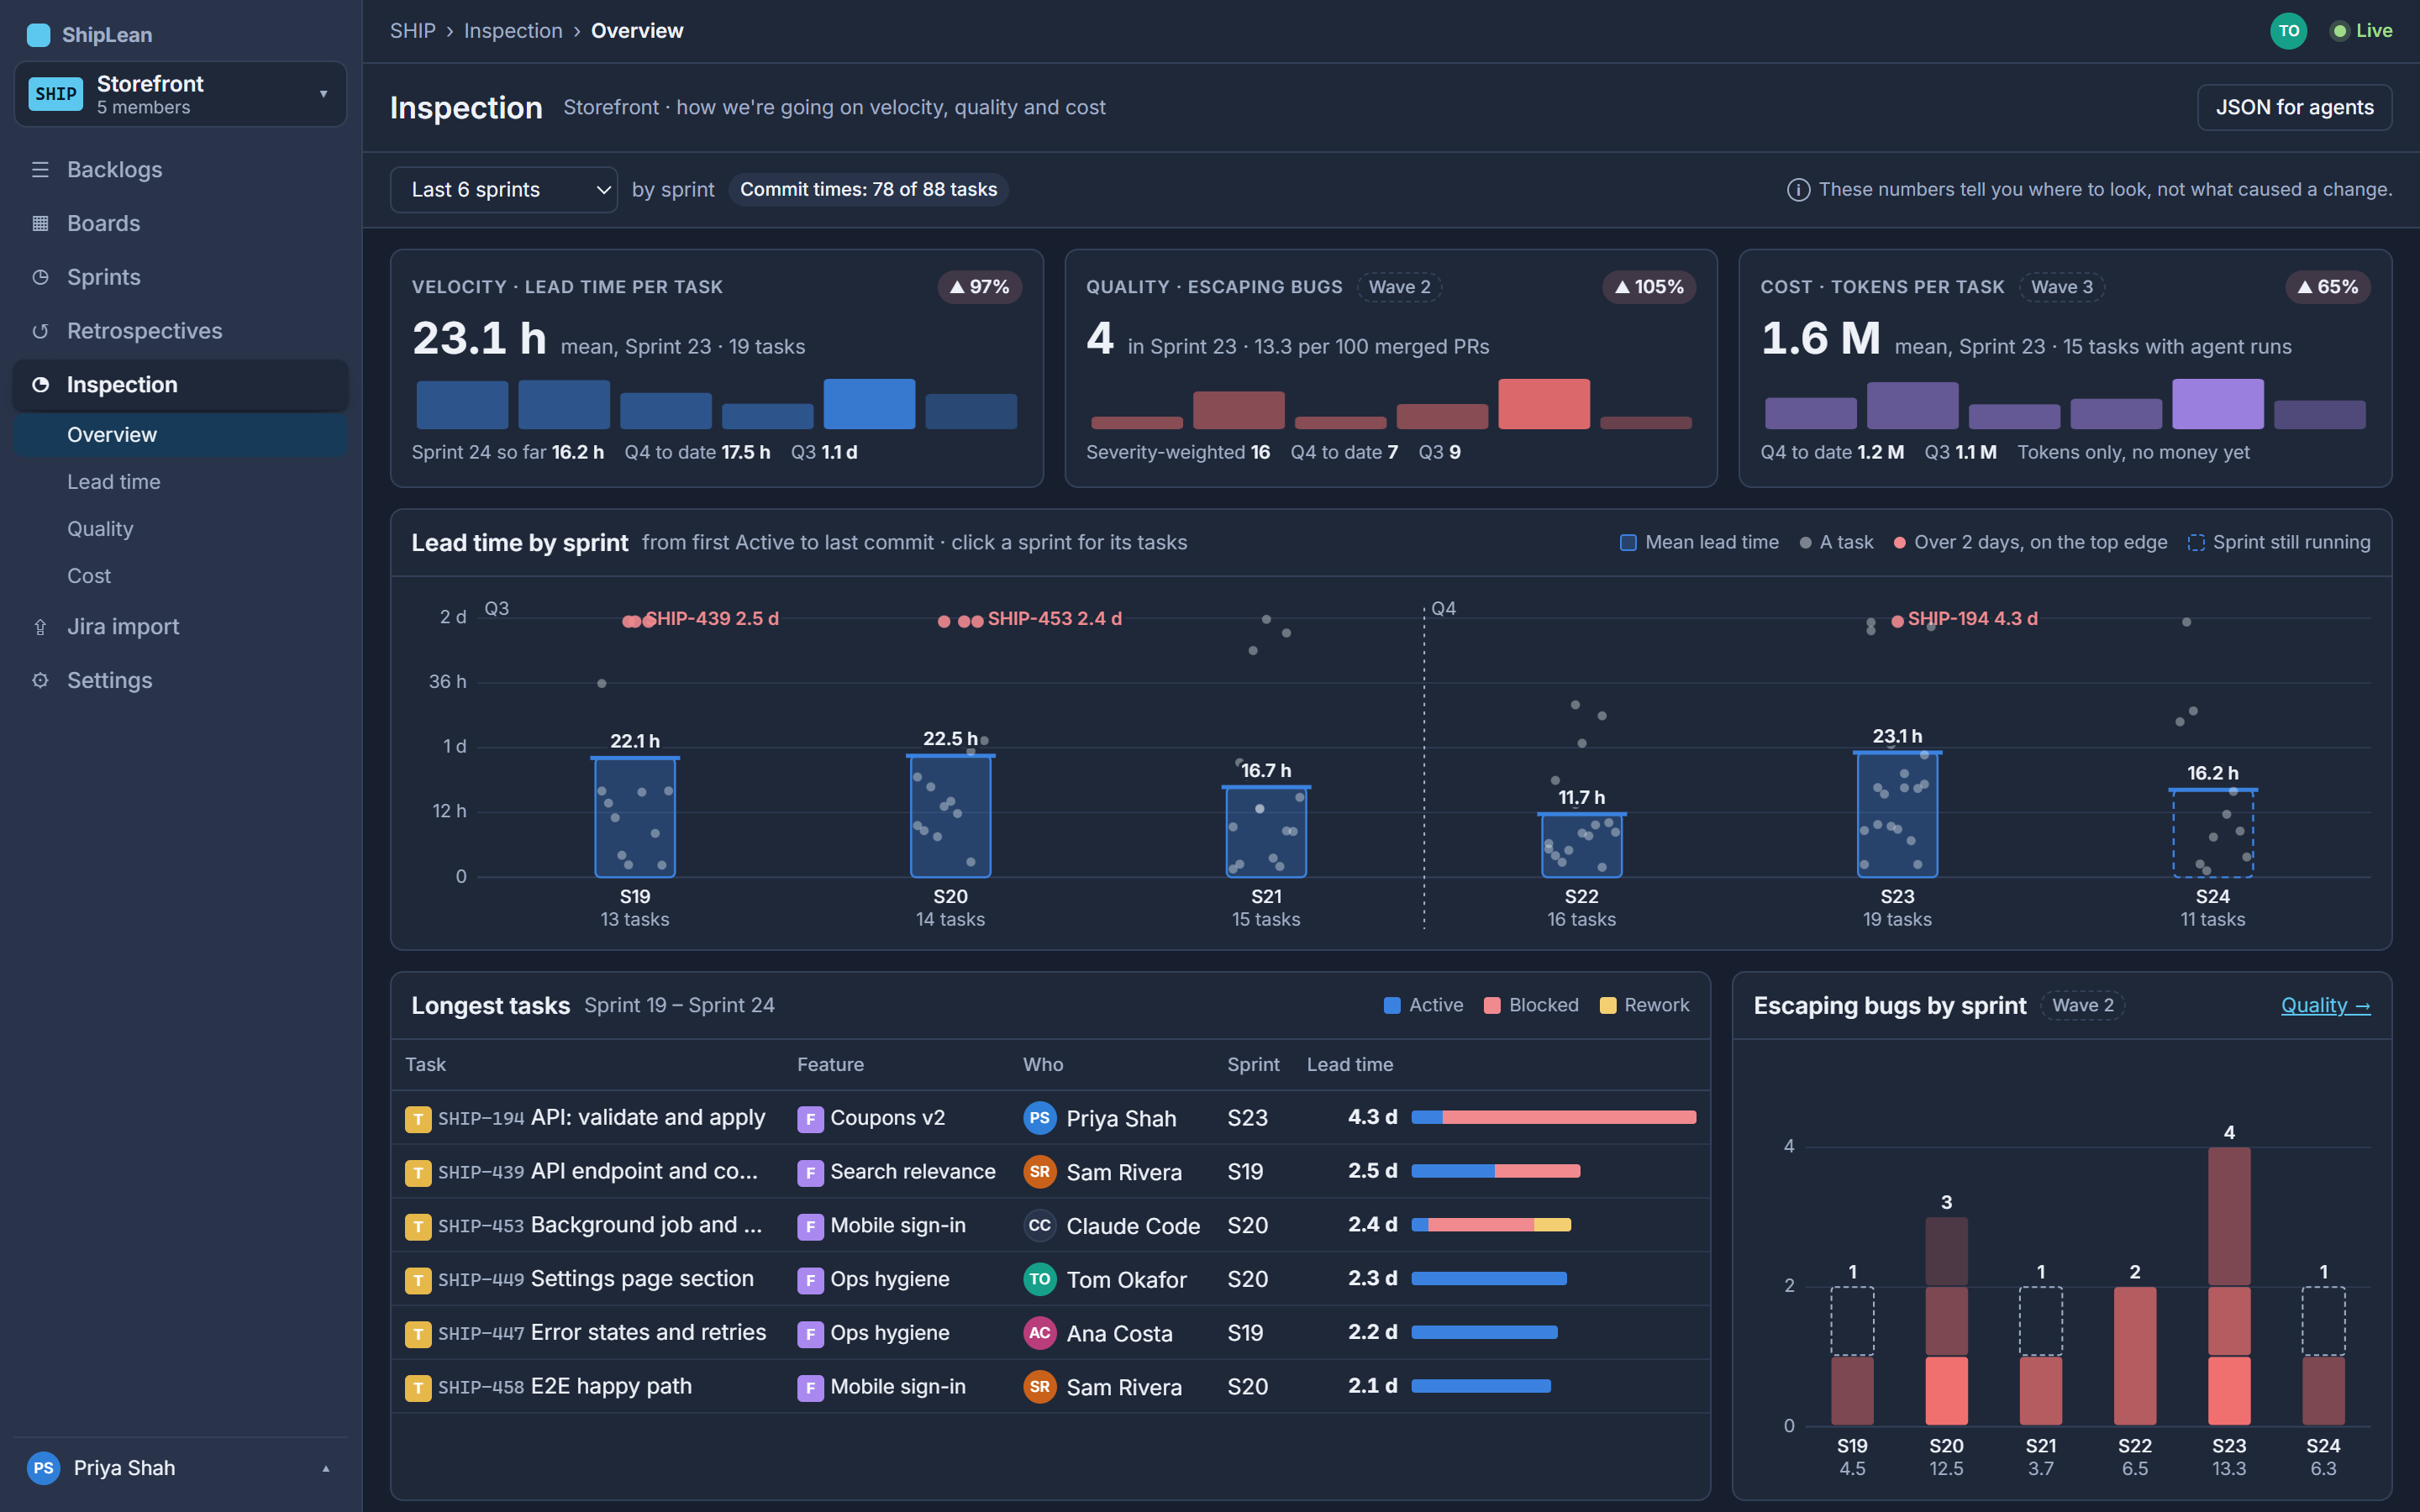 ShipLean
SHIP
Storefront
5 members
Backlogs
Boards
Sprints
Retrospectives
Inspection
Overview
Lead time
Quality
Cost
Jira import
Settings
PS
Priya Shah
SHIP › Inspection › Overview
TO
Live
Inspection
Storefront · how we're going on velocity, quality and cost
JSON for agents
Last 6 sprints
by sprint
Commit times: 78 of 88 tasks
These numbers tell you where to look, not what caused a change.
VELOCITY · LEAD TIME PER TASK
▲ 97%
23.1 h mean, Sprint 23 · 19 tasks
Sprint 24 so far 16.2 h Q4 to date 17.5 h Q3 1.1 d
QUALITY · ESCAPING BUGS
Wave 2
▲ 105%
4 in Sprint 23 · 13.3 per 100 merged PRs
Severity-weighted 16 Q4 to date 7 Q3 9
COST · TOKENS PER TASK
Wave 3
▲ 65%
1.6 M mean, Sprint 23 · 15 tasks with agent runs
Q4 to date 1.2 M Q3 1.1 M Tokens only, no money yet
Lead time by sprint from first Active to last commit · click a sprint for its tasks
Mean lead time
A task
Over 2 days, on the top edge
Sprint still running
2 d
36 h
1 d
12 h
0
Q3
Q4
SHIP-439 2.5 d
SHIP-453 2.4 d
SHIP-194 4.3 d
22.1 h
22.5 h
16.7 h
11.7 h
23.1 h
16.2 h
S19
13 tasks
S20
14 tasks
S21
15 tasks
S22
16 tasks
S23
19 tasks
S24
11 tasks
Longest tasks Sprint 19 – Sprint 24
Active
Blocked
Rework
Task Feature Who Sprint Lead time
T SHIP-194 API: validate and apply F Coupons v2 PS Priya Shah S23 4.3 d
T SHIP-439 API endpoint and co... F Search relevance SR Sam Rivera S19 2.5 d
T SHIP-453 Background job and ... F Mobile sign-in CC Claude Code S20 2.4 d
T SHIP-449 Settings page section F Ops hygiene TO Tom Okafor S20 2.3 d
T SHIP-447 Error states and retries F Ops hygiene AC Ana Costa S19 2.2 d
T SHIP-458 E2E happy path F Mobile sign-in SR Sam Rivera S20 2.1 d
Escaping bugs by sprint
Wave 2
Quality →
4
2
0
1
3
1
2
4
1
S19
4.5
S20
12.5
S21
3.7
S22
6.5
S23
13.3
S24
6.3